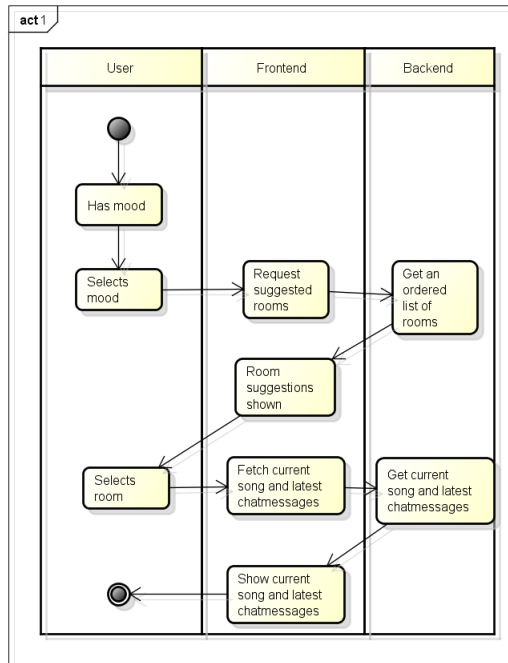 act 1
User
Frontend
Backend
Has mood
Selects
mood
Request
suggested
rooms
Get an
ordered
list of
rooms
Room
suggestions
shown
Selects
room
Fetch current
song and latest
chatmessages
Get current
song and latest
chatmessages
Show current
song and latest
chatmessages